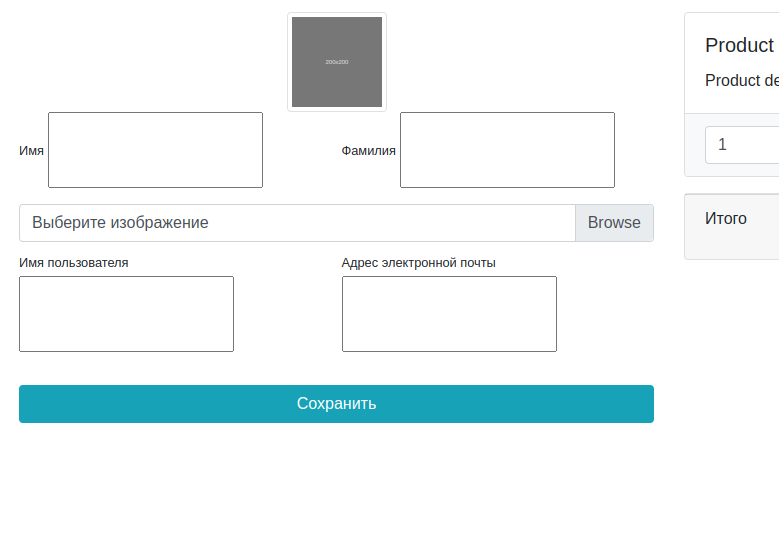 200x200
Имя
Фамилия
Выберите изображение Browse
Имя пользователя
Адрес электронной почты
Сохранить
Product
Product de
1
Итого